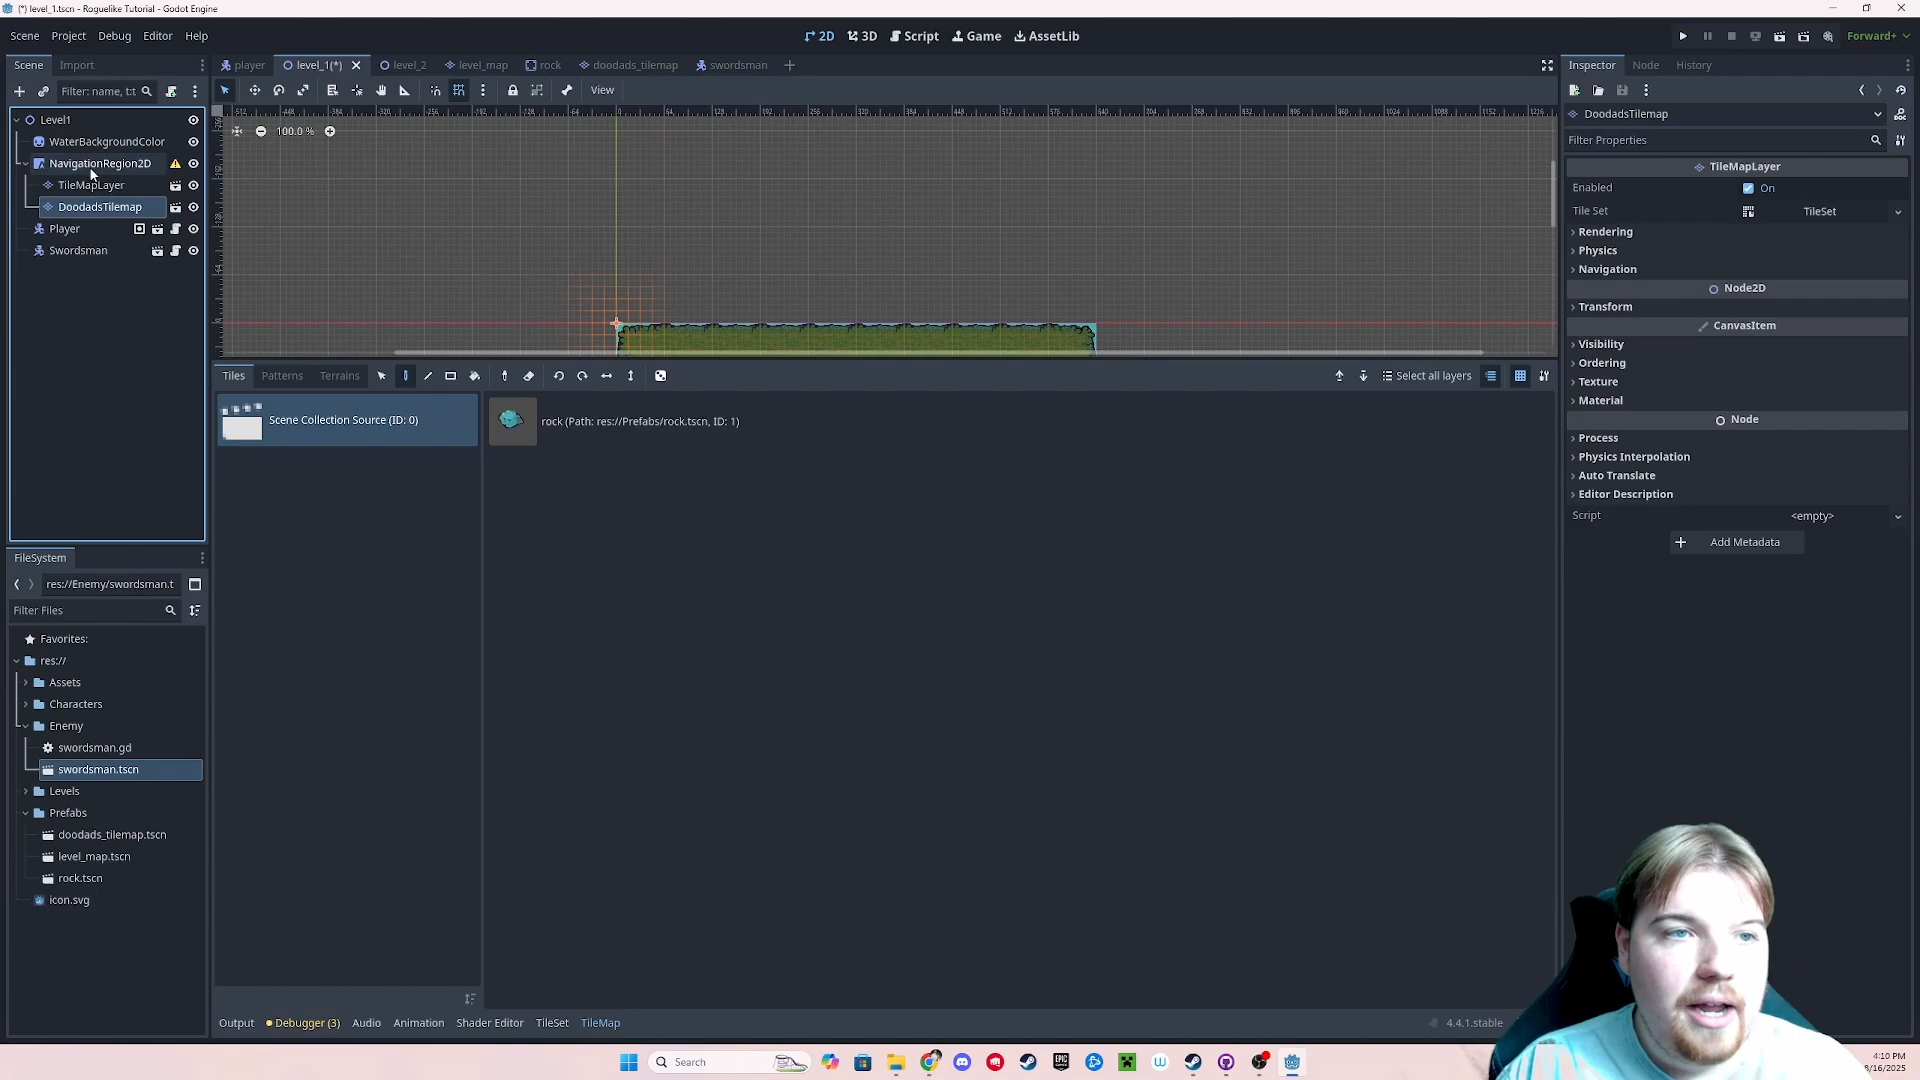 (*) level_1.tscn - Roguelike Tutorial - Godot Engine
Scene Project Debug Editor Help
2D 3D Script Game AssetLib
Forward+
Scene Import
player level_1(*) level_2 level_map rock doodads_tilemap swordsman
Inspector Node History
Filter: name, t:t
View
100.0 %
Level1
WaterBackgroundColor
NavigationRegion2D
TileMapLayer
DoodadsTilemap
Player
Swordsman
DoodadsTilemap
Filter Properties
TileMapLayer
Enabled On
Tile Set TileSet
Rendering
Physics
Navigation
Node2D
Transform
CanvasItem
Visibility
Ordering
Texture
Material
Node
Process
Physics Interpolation
Auto Translate
Editor Description
Script <empty>
Add Metadata
Tiles Patterns Terrains
Select all layers
Scene Collection Source (ID: 0)
rock (Path: res://Prefabs/rock.tscn, ID: 1)
FileSystem
res://Enemy/swordsman.t
Filter Files
Favorites:
res://
Assets
Characters
Enemy
swordsman.gd
swordsman.tscn
Levels
Prefabs
doodads_tilemap.tscn
level_map.tscn
rock.tscn
icon.svg
Output Debugger (3) Audio Animation Shader Editor TileSet TileMap
4.4.1.stable
Search
4:10 PM
8/16/2025